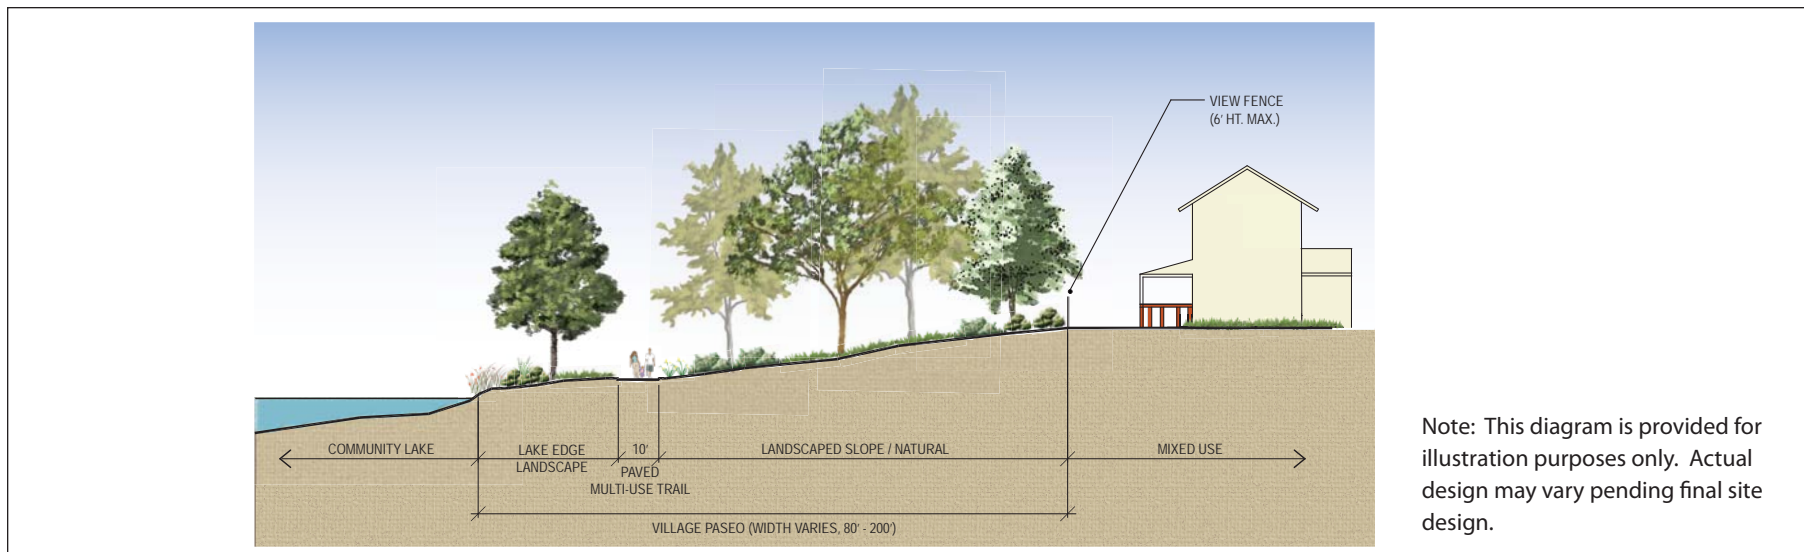 VIEW FENCE
(6' HT. MAX.)
COMMUNITY LAKE
LAKE EDGE
LANDSCAPE
10'
PAVED
MULTI-USE TRAIL
LANDSCAPED SLOPE / NATURAL
MIXED USE
VILLAGE PASEO (WIDTH VARIES, 80' - 200')
Note: This diagram is provided for
illustration purposes only. Actual
design may vary pending final site
design.